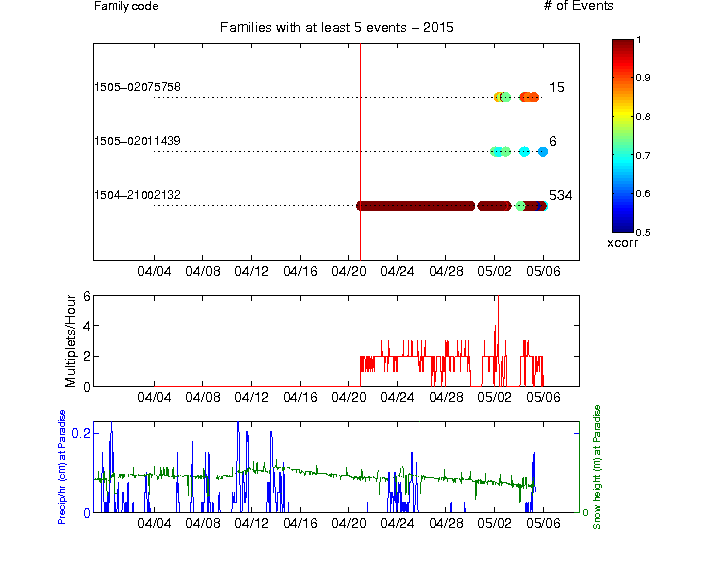 Family code
# of Events
Families with at least 5 events – 2015
1505–02075758
15
1505–02011439
6
1504–21002132
534
04/04 04/08 04/12 04/16 04/20 04/24 04/28 05/02 05/06
1
0.9
0.8
0.7
0.6
0.5
xcorr
Multiplets/Hour
6
4
2
0
04/04 04/08 04/12 04/16 04/20 04/24 04/28 05/02 05/06
Precip/hr (cm) at Paradise
0.2
0
Snow height (m) at Paradise
0
04/04 04/08 04/12 04/16 04/20 04/24 04/28 05/02 05/06